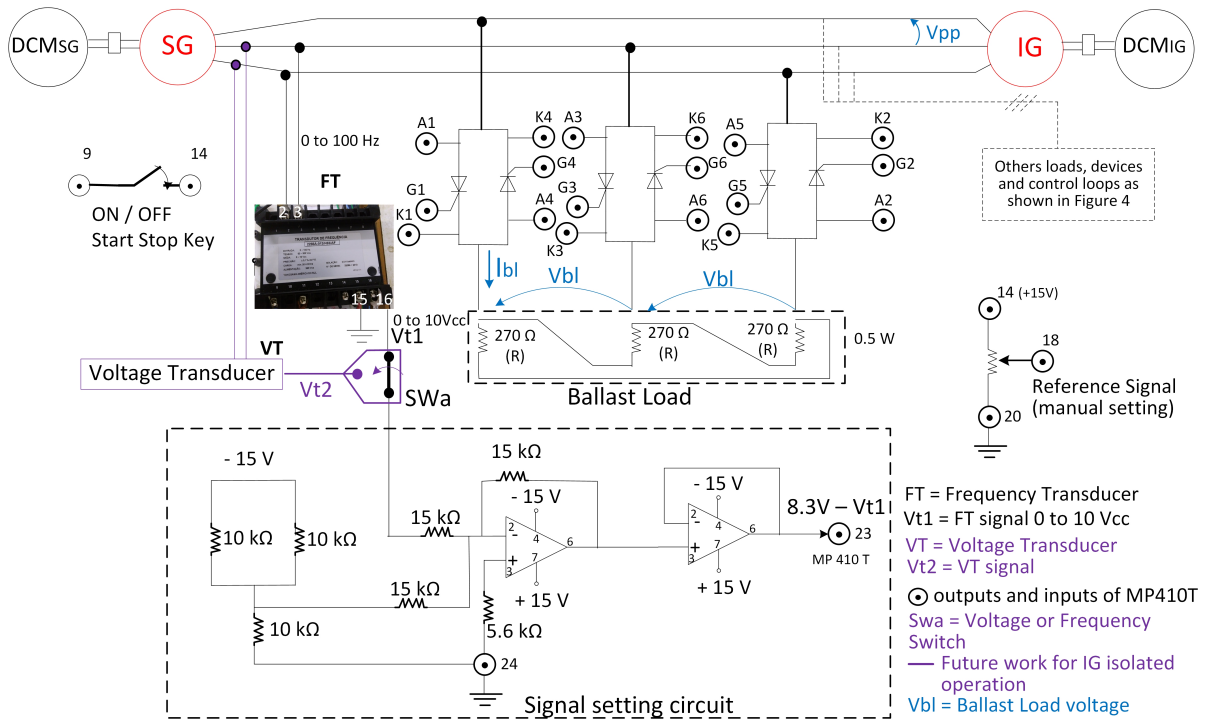 DCMSG
SG
Vpp
IG
DCMIG
9
14
ON / OFF
Start Stop Key
0 to 100 Hz
FT
2 3
15 16
A1
K4
A3
K6
A5
K2
G4
G6
G2
G1
K1
A4
G3
K3
A6
G5
K5
A2
Others loads, devices
and control loops as
shown in Figure 4
Ibl
Vbl
Vbl
0 to 10Vcc
Vt1
VT
Voltage Transducer
Vt2
SWa
270 Ω
(R)
270 Ω
(R)
270 Ω
(R)
0.5 W
Ballast Load
14 (+15V)
18
Reference Signal
(manual setting)
20
- 15 V
10 kΩ
10 kΩ
10 kΩ
15 kΩ
15 kΩ
15 kΩ
- 15 V
2
-
4
6
7
+
3
+ 15 V
5.6 kΩ
24
- 15 V
2
-
4
6
7
+
3
+ 15 V
8.3V – Vt1
23
MP 410 T
Signal setting circuit
FT = Frequency Transducer
Vt1 = FT signal 0 to 10 Vcc
VT = Voltage Transducer
Vt2 = VT signal
outputs and inputs of MP410T
Swa = Voltage or Frequency
Switch
Future work for IG isolated
operation
Vbl = Ballast Load voltage